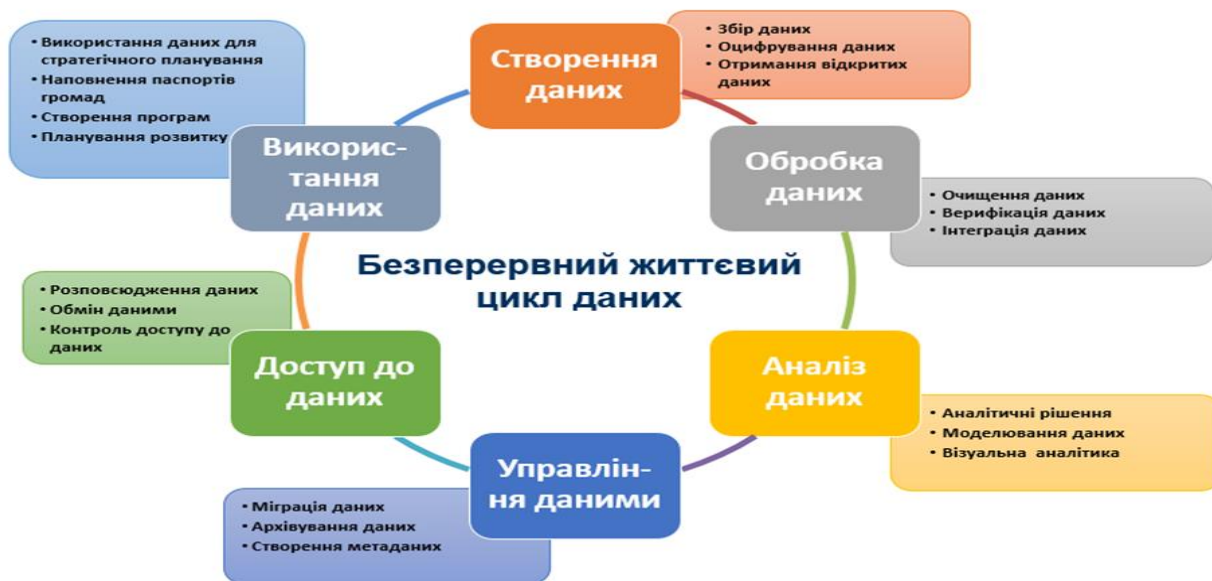 Створення
даних
• Збір даних
• Оцифрування даних
• Отримання відкритих
даних
Обробка
даних
• Очищення даних
• Верифікація даних
• Інтеграція даних
Аналіз
даних
• Аналітичні рішення
• Моделювання даних
• Візуальна аналітика
Управлін-
ня даними
• Міграція даних
• Архівування даних
• Створення метаданих
Доступ до
даних
• Розповсюдження даних
• Обмін даними
• Контроль доступу до
даних
Викорис-
тання
даних
• Використання даних для
стратегічного планування
• Наповнення паспортів
громад
• Створення програм
• Планування розвитку
Безперервний життєвий
цикл даних